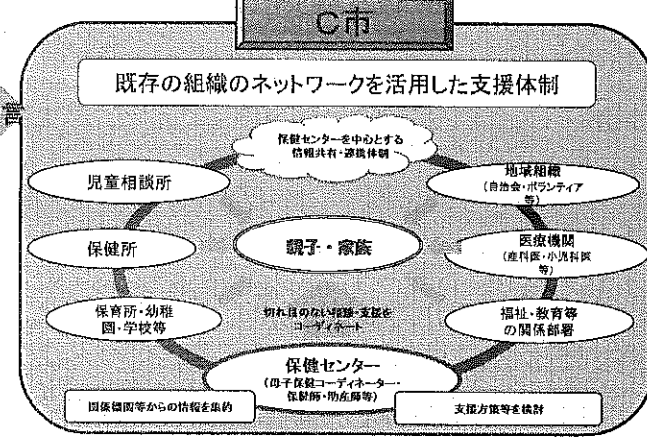 C市
既存の組織のネットワークを活用した支援体制
保健センターを中心とする
情報共有・連携体制
児童相談所
地域組織
(自治会・ボランティア
等)
保健所
親子・家族
医療機関
(産科医・小児科医
等)
保育所・幼稚
園・学校等
切れ目のない
支援を
コーディネート
福祉・教育等
の関係部署
保健センター
(母子保健コーディネーター・
保健師・助産師等)
関係機関等からの情報を集約
支援方策等を検討